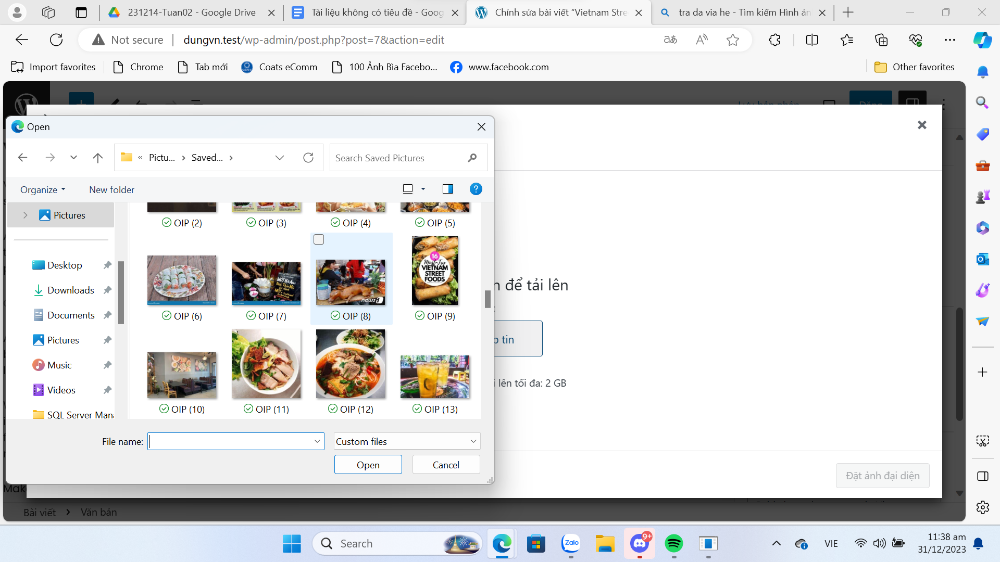 231214-Tuan02 - Google Drive
Tài liệu không có tiêu đề - Goog
Chỉnh sửa bài viết “Vietnam Stre
tra da via he - Tìm kiếm Hình ản
Not secure
dungvn.test/wp-admin/post.php?post=7&action=edit
Import favorites
Chrome
Tab mới
Coats eComm
100 Ảnh Bìa Facebo...
www.facebook.com
Other favorites
Open
« Pictu... > Saved... >
Search Saved Pictures
Organize
New folder
Pictures
Desktop
Downloads
Documents
Pictures
Music
Videos
SQL Server Man
OIP (2)
OIP (3)
OIP (4)
OIP (5)
16
Must-Try
VIETNAM
STREET
FOODS
news1
OIP (6)
OIP (7)
OIP (8)
OIP (9)
OIP (10)
OIP (11)
OIP (12)
OIP (13)
File name:
Custom files
Open
Cancel
để tải lên
tin
lên tối đa: 2 GB
Đặt ảnh đại diện
Mak
Bài viết > Văn bản
Search
Zalo
9+
VIE
11:38 am
31/12/2023